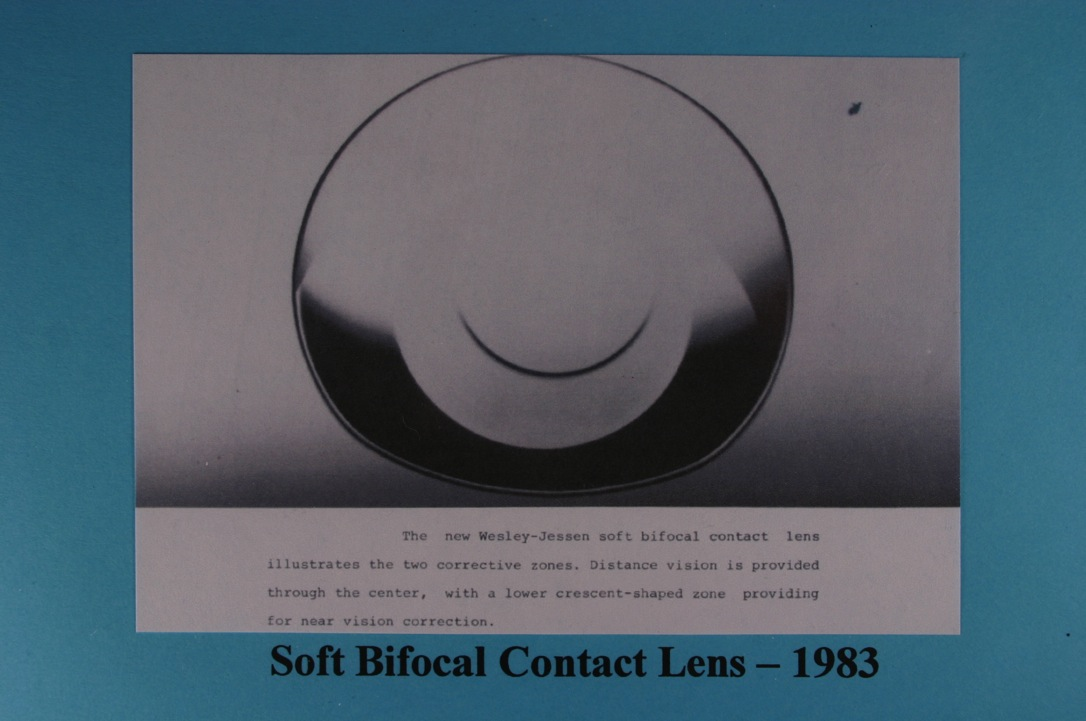 The new Wesley-Jessen soft bifocal contact lens
illustrates the two corrective zones. Distance vision is provided
through the center, with a lower crescent-shaped zone providing
for near vision correction.
Soft Bifocal Contact Lens – 1983